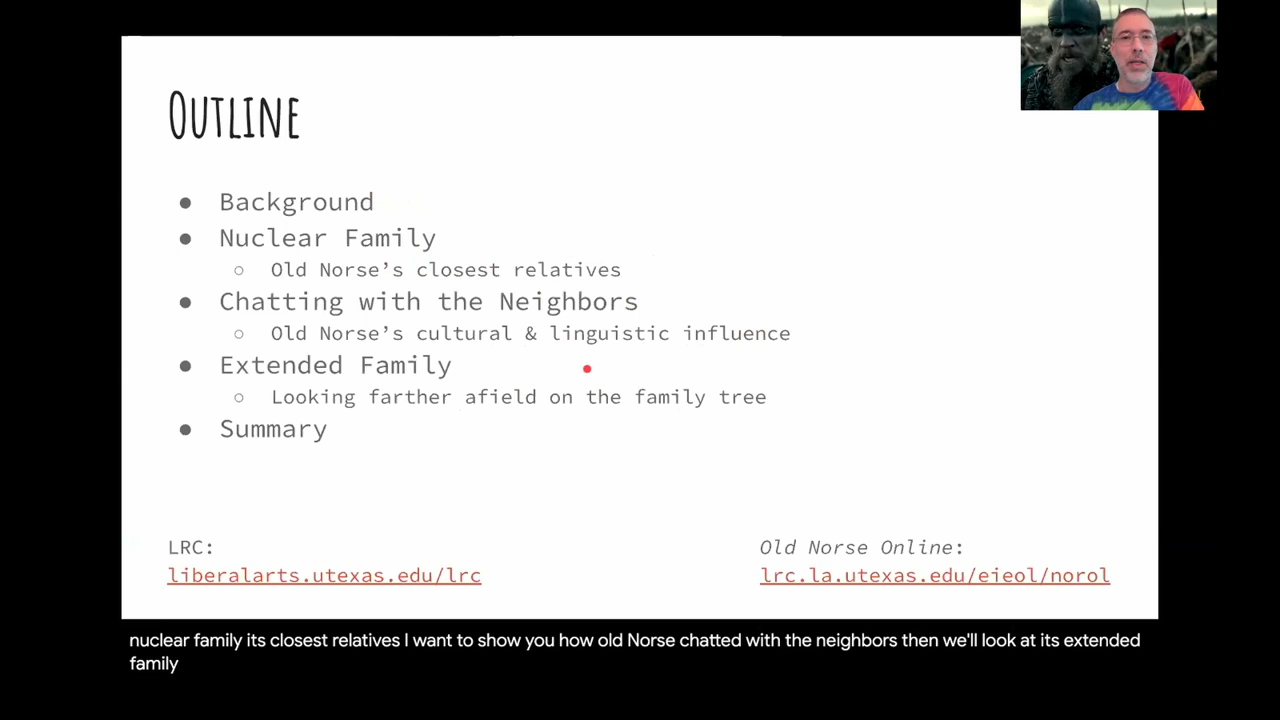 OUTLINE
● Background
● Nuclear Family
○ Old Norse’s closest relatives
● Chatting with the Neighbors
○ Old Norse’s cultural & linguistic influence
● Extended Family
○ Looking farther afield on the family tree
● Summary
LRC:
liberalarts.utexas.edu/lrc
Old Norse Online:
lrc.la.utexas.edu/eieol/norol
nuclear family its closest relatives I want to show you how old Norse chatted with the neighbors then we'll look at its extended
family